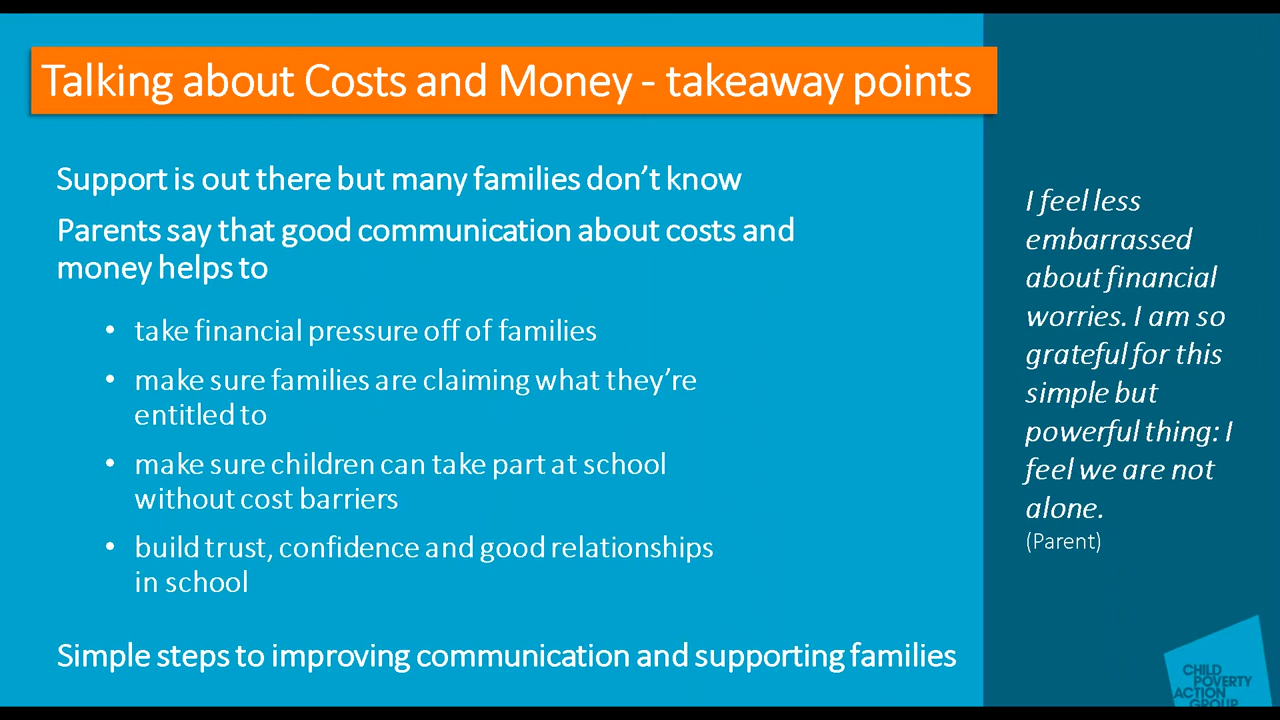 Talking about Costs and Money - takeaway points
Support is out there but many families don’t know
Parents say that good communication about costs and
money helps to
• take financial pressure off of families
• make sure families are claiming what they’re
entitled to
• make sure children can take part at school
without cost barriers
• build trust, confidence and good relationships
in school
Simple steps to improving communication and supporting families
I feel less
embarrassed
about financial
worries. I am so
grateful for this
simple but
powerful thing: I
feel we are not
alone.
(Parent)
CHILD
POVERTY
ACTION
GROUP